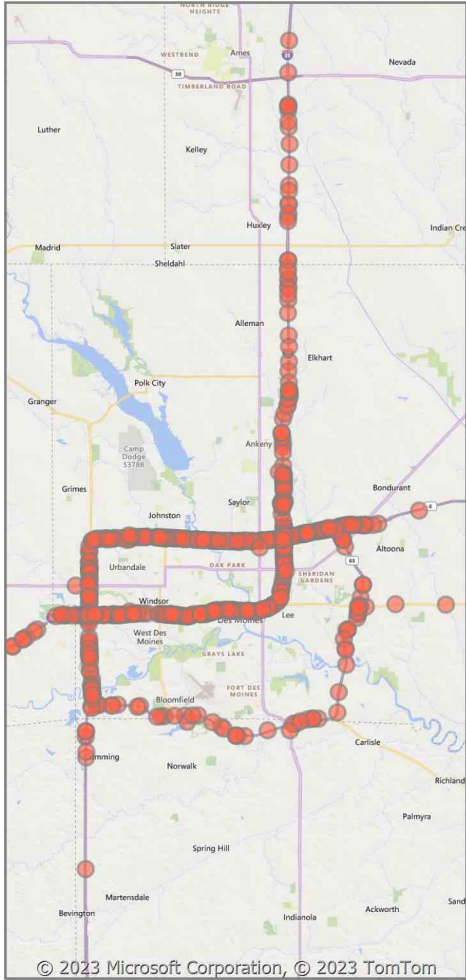 NORTH RIDGE
HEIGHTS
WESTBEND
Ames
35
Nevada
30
TIMBERLAND ROAD
Luther
Kelley
Huxley
Indian Cre
Madrid
Slater
Sheldahl
Alleman
Elkhart
Polk City
Granger
Ankeny
Camp
Dodge
53788
Grimes
Bondurant
Saylor
6
Johnston
Altoona
65
Urbandale
OAK PARK
SHERIDAN
GARDENS
Windsor
Lee
Des Moines
West Des
Moines
GRAYS LAKE
FORT DES
MOINES
Bloomfield
Carlisle
mming
Norwalk
Richland
Palmyra
Spring Hill
Martensdale
Ackworth
Sand
Bevington
Indianola
© 2023 Microsoft Corporation, © 2023 TomTom